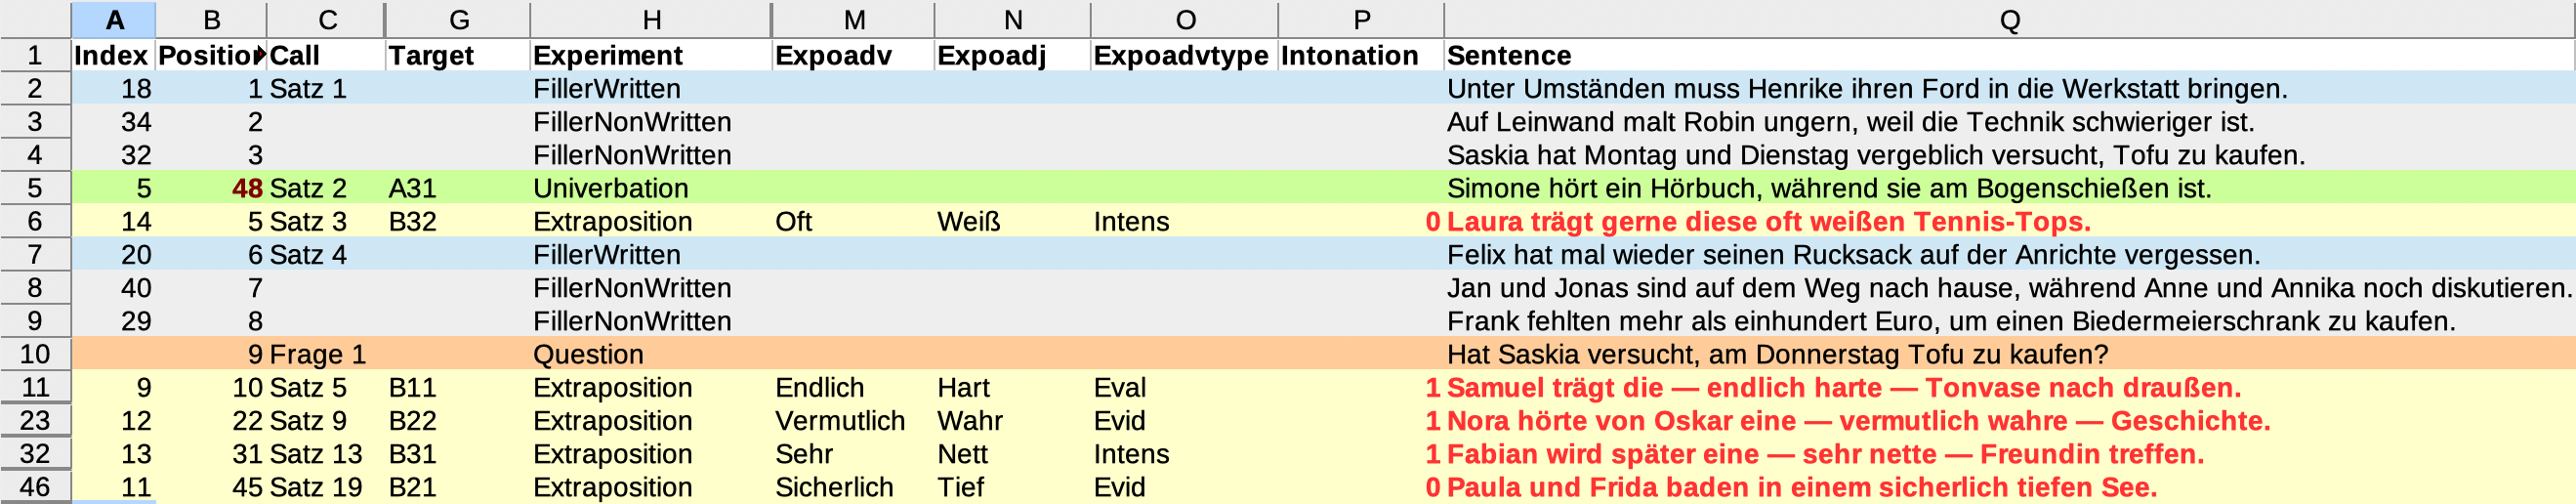 A B C G H M N O P Q
1 Index Position Call Target Experiment Expoadv Expoadj Expoadvtype Intonation Sentence
2 18 1 Satz 1 FillerWritten Unter Umständen muss Henrike ihren Ford in die Werkstatt bringen.
3 34 2 FillerNonWritten Auf Leinwand malt Robin ungern, weil die Technik schwieriger ist.
4 32 3 FillerNonWritten Saskia hat Montag und Dienstag vergeblich versucht, Tofu zu kaufen.
5 5 48 Satz 2 A31 Univerbation Simone hört ein Hörbuch, während sie am Bogenschießen ist.
6 14 5 Satz 3 B32 Extraposition Oft Weiß Intens 0 Laura trägt gerne diese oft weißen Tennis-Tops.
7 20 6 Satz 4 FillerWritten Felix hat mal wieder seinen Rucksack auf der Anrichte vergessen.
8 40 7 FillerNonWritten Jan und Jonas sind auf dem Weg nach hause, während Anne und Annika noch diskutieren.
9 29 8 FillerNonWritten Frank fehlten mehr als einhundert Euro, um einen Biedermeierschrank zu kaufen.
10 9 Frage 1 Question Hat Saskia versucht, am Donnerstag Tofu zu kaufen?
11 9 10 Satz 5 B11 Extraposition Endlich Hart Eval 1 Samuel trägt die — endlich harte — Tonvase nach draußen.
23 12 22 Satz 9 B22 Extraposition Vermutlich Wahr Evid 1 Nora hörte von Oskar eine — vermutlich wahre — Geschichte.
32 13 31 Satz 13 B31 Extraposition Sehr Nett Intens 1 Fabian wird später eine — sehr nette — Freundin treffen.
46 11 45 Satz 19 B21 Extraposition Sicherlich Tief Evid 0 Paula und Frida baden in einem sicherlich tiefen See.